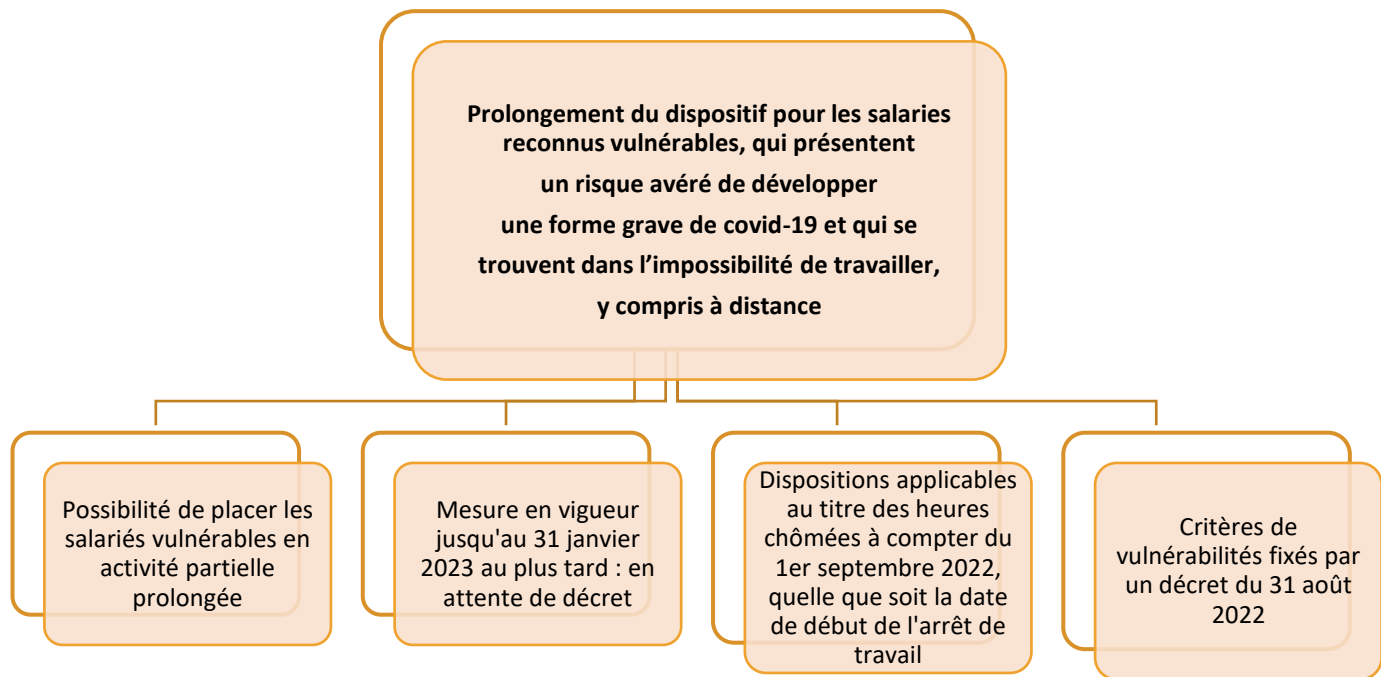 Prolongement du dispositif pour les salaries
reconnus vulnérables, qui présentent
un risque avéré de développer
une forme grave de covid-19 et qui se
trouvent dans l’impossibilité de travailler,
y compris à distance
Possibilité de placer les
salariés vulnérables en
activité partielle
prolongée
Mesure en vigueur
jusqu'au 31 janvier
2023 au plus tard : en
attente de décret
Dispositions applicables
au titre des heures
chômées à compter du
1er septembre 2022,
quelle que soit la date
de début de l'arrêt de
travail
Critères de
vulnérabilités fixés par
un décret du 31 août
2022